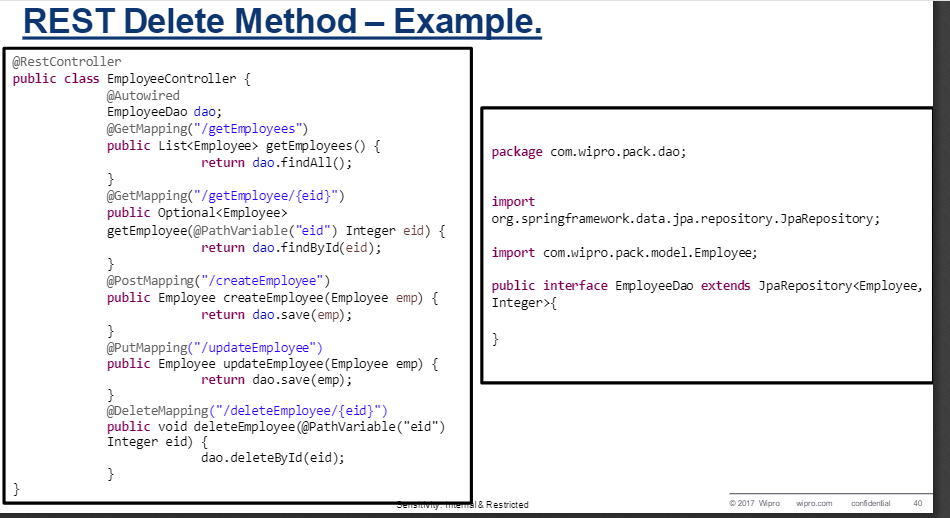 REST Delete Method – Example.
@RestController
public class EmployeeController {
@Autowired
EmployeeDao dao;
@GetMapping("/getEmployees")
public List<Employee> getEmployees() {
return dao.findAll();
}
@GetMapping("/getEmployee/{eid}")
public Optional<Employee>
getEmployee(@PathVariable("eid") Integer eid) {
return dao.findById(eid);
}
@PostMapping("/createEmployee")
public Employee createEmployee(Employee emp) {
return dao.save(emp);
}
@PutMapping("/updateEmployee")
public Employee updateEmployee(Employee emp) {
return dao.save(emp);
}
@DeleteMapping("/deleteEmployee/{eid}")
public void deleteEmployee(@PathVariable("eid")
Integer eid) {
dao.deleteById(eid);
}
}
package com.wipro.pack.dao;
import
org.springframework.data.jpa.repository.JpaRepository;
import com.wipro.pack.model.Employee;
public interface EmployeeDao extends JpaRepository<Employee,
Integer>{
}
Sensitivity: Internal & Restricted
© 2017 Wipro wipro.com confidential 40